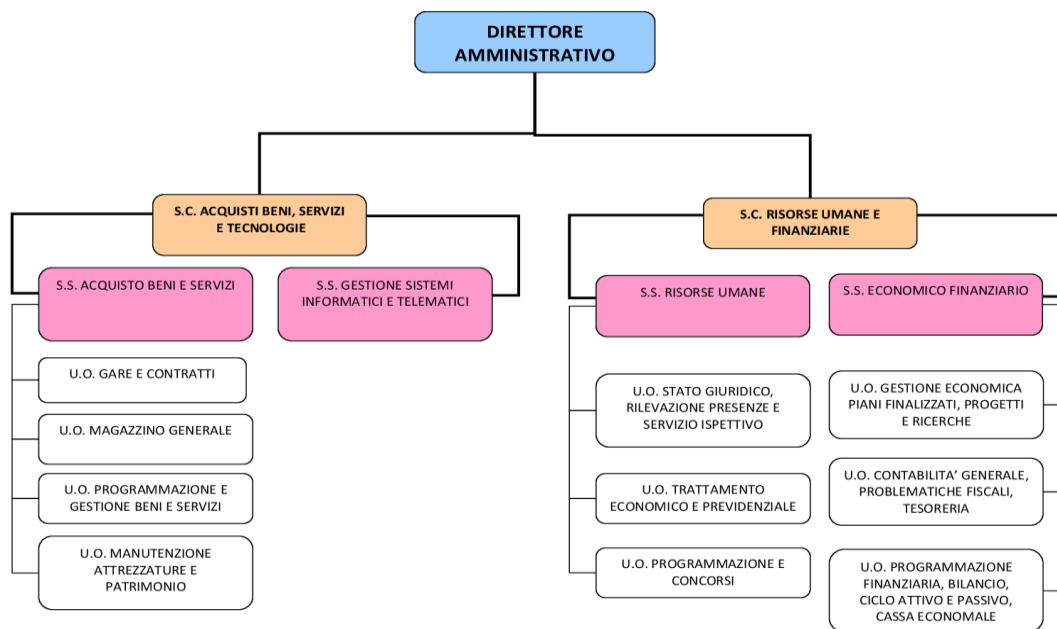 DIRETTORE
AMMINISTRATIVO
S.C. ACQUISTI BENI, SERVIZI
E TECNOLOGIE
S.C. RISORSE UMANE E
FINANZIARIE
S.S. ACQUISTO BENI E SERVIZI
S.S. GESTIONE SISTEMI
INFORMATICI E TELEMATICI
S.S. RISORSE UMANE
S.S. ECONOMICO FINANZIARIO
U.O. GARE E CONTRATTI
U.O. MAGAZZINO GENERALE
U.O. PROGRAMMAZIONE E
GESTIONE BENI E SERVIZI
U.O. MANUTENZIONE
ATTREZZATURE E
PATRIMONIO
U.O. STATO GIURIDICO,
RILEVAZIONE PRESENZE E
SERVIZIO ISPETTIVO
U.O. TRATTAMENTO
ECONOMICO E PREVIDENZIALE
U.O. PROGRAMMAZIONE E
CONCORSI
U.O. GESTIONE ECONOMICA
PIANI FINALIZZATI, PROGETTI
E RICERCHE
U.O. CONTABILITA’ GENERALE,
PROBLEMATICHE FISCALI,
TESORERIA
U.O. PROGRAMMAZIONE
FINANZIARIA, BILANCIO,
CICLO ATTIVO E PASSIVO,
CASSA ECONOMALE